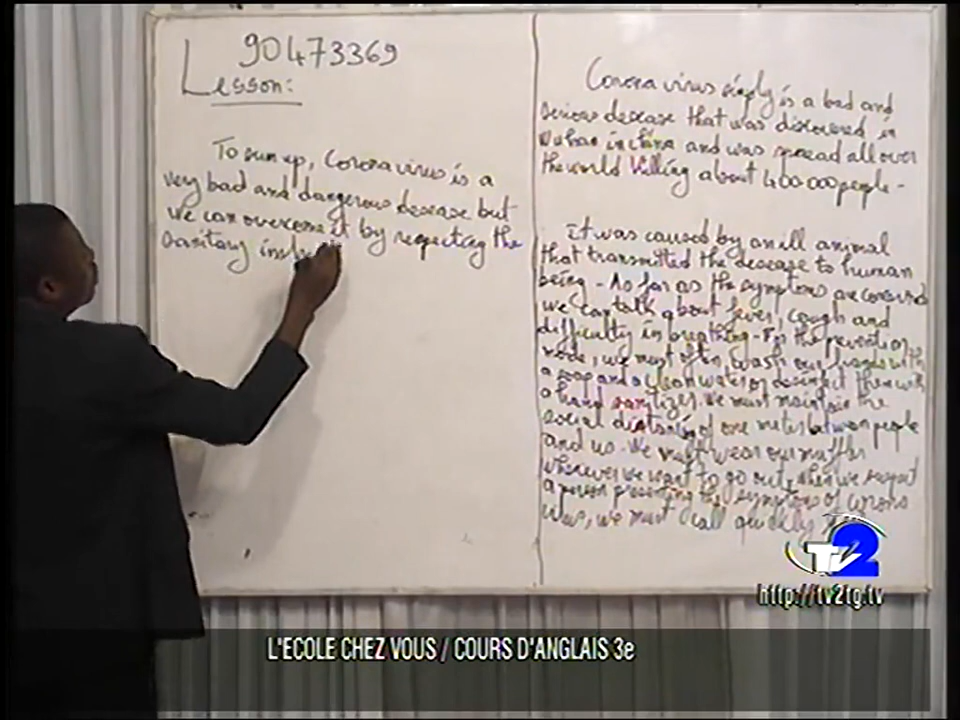 90473369
Lesson:
To sum up, Coronavirus is a
very bad and dangerous desease but
we can overcome it by respecting the
sanitary
Coronavirus simply is a bad and
serious desease that was discovered in
Wuhan in china and was spread all over
the world killing about 400 000 people -
It was caused by an ill animal
that transmitted the desease to human
being - As far as the symptoms are concerned
we can talk about fever, cough and
difficulty in breathing - For the prevention
mode, we must often wash our hands with
a soap and a clean water or desinfect them with
a hand sanitizer. We must maintain the
social distancing of one meter between people
and us. We must wear our muffler
wherever we want to go out, when we suspect
a person presenting the symptoms of corona
virus, we must call quickly
TV2
http://tv2tg.tv
L'ECOLE CHEZ VOUS / COURS D'ANGLAIS 3e